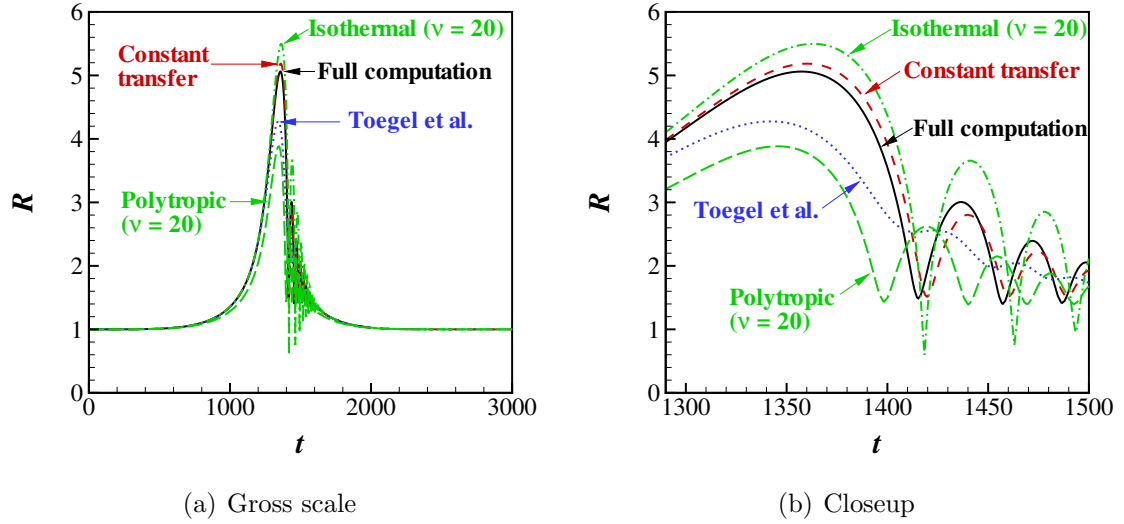 6
5
4
3
2
1
0
R
0
1000
2000
3000
t
Isothermal (ν = 20)
Constant
transfer
Full computation
Toegel et al.
Polytropic
(ν = 20)
(a) Gross scale
6
5
4
3
2
1
0
R
1300
1350
1400
1450
1500
t
Isothermal (ν = 20)
Constant transfer
Full computation
Toegel et al.
Polytropic
(ν = 20)
(b) Closeup